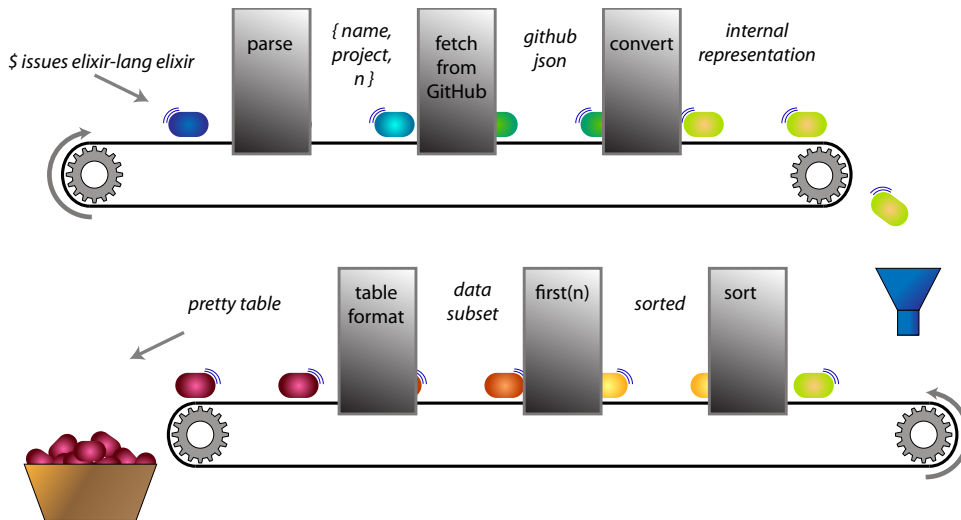 $ issues elixir-lang elixir
parse
{ name,
project,
n }
fetch
from
GitHub
github
json
convert
internal
representation
pretty table
table
format
data
subset
first(n)
sorted
sort